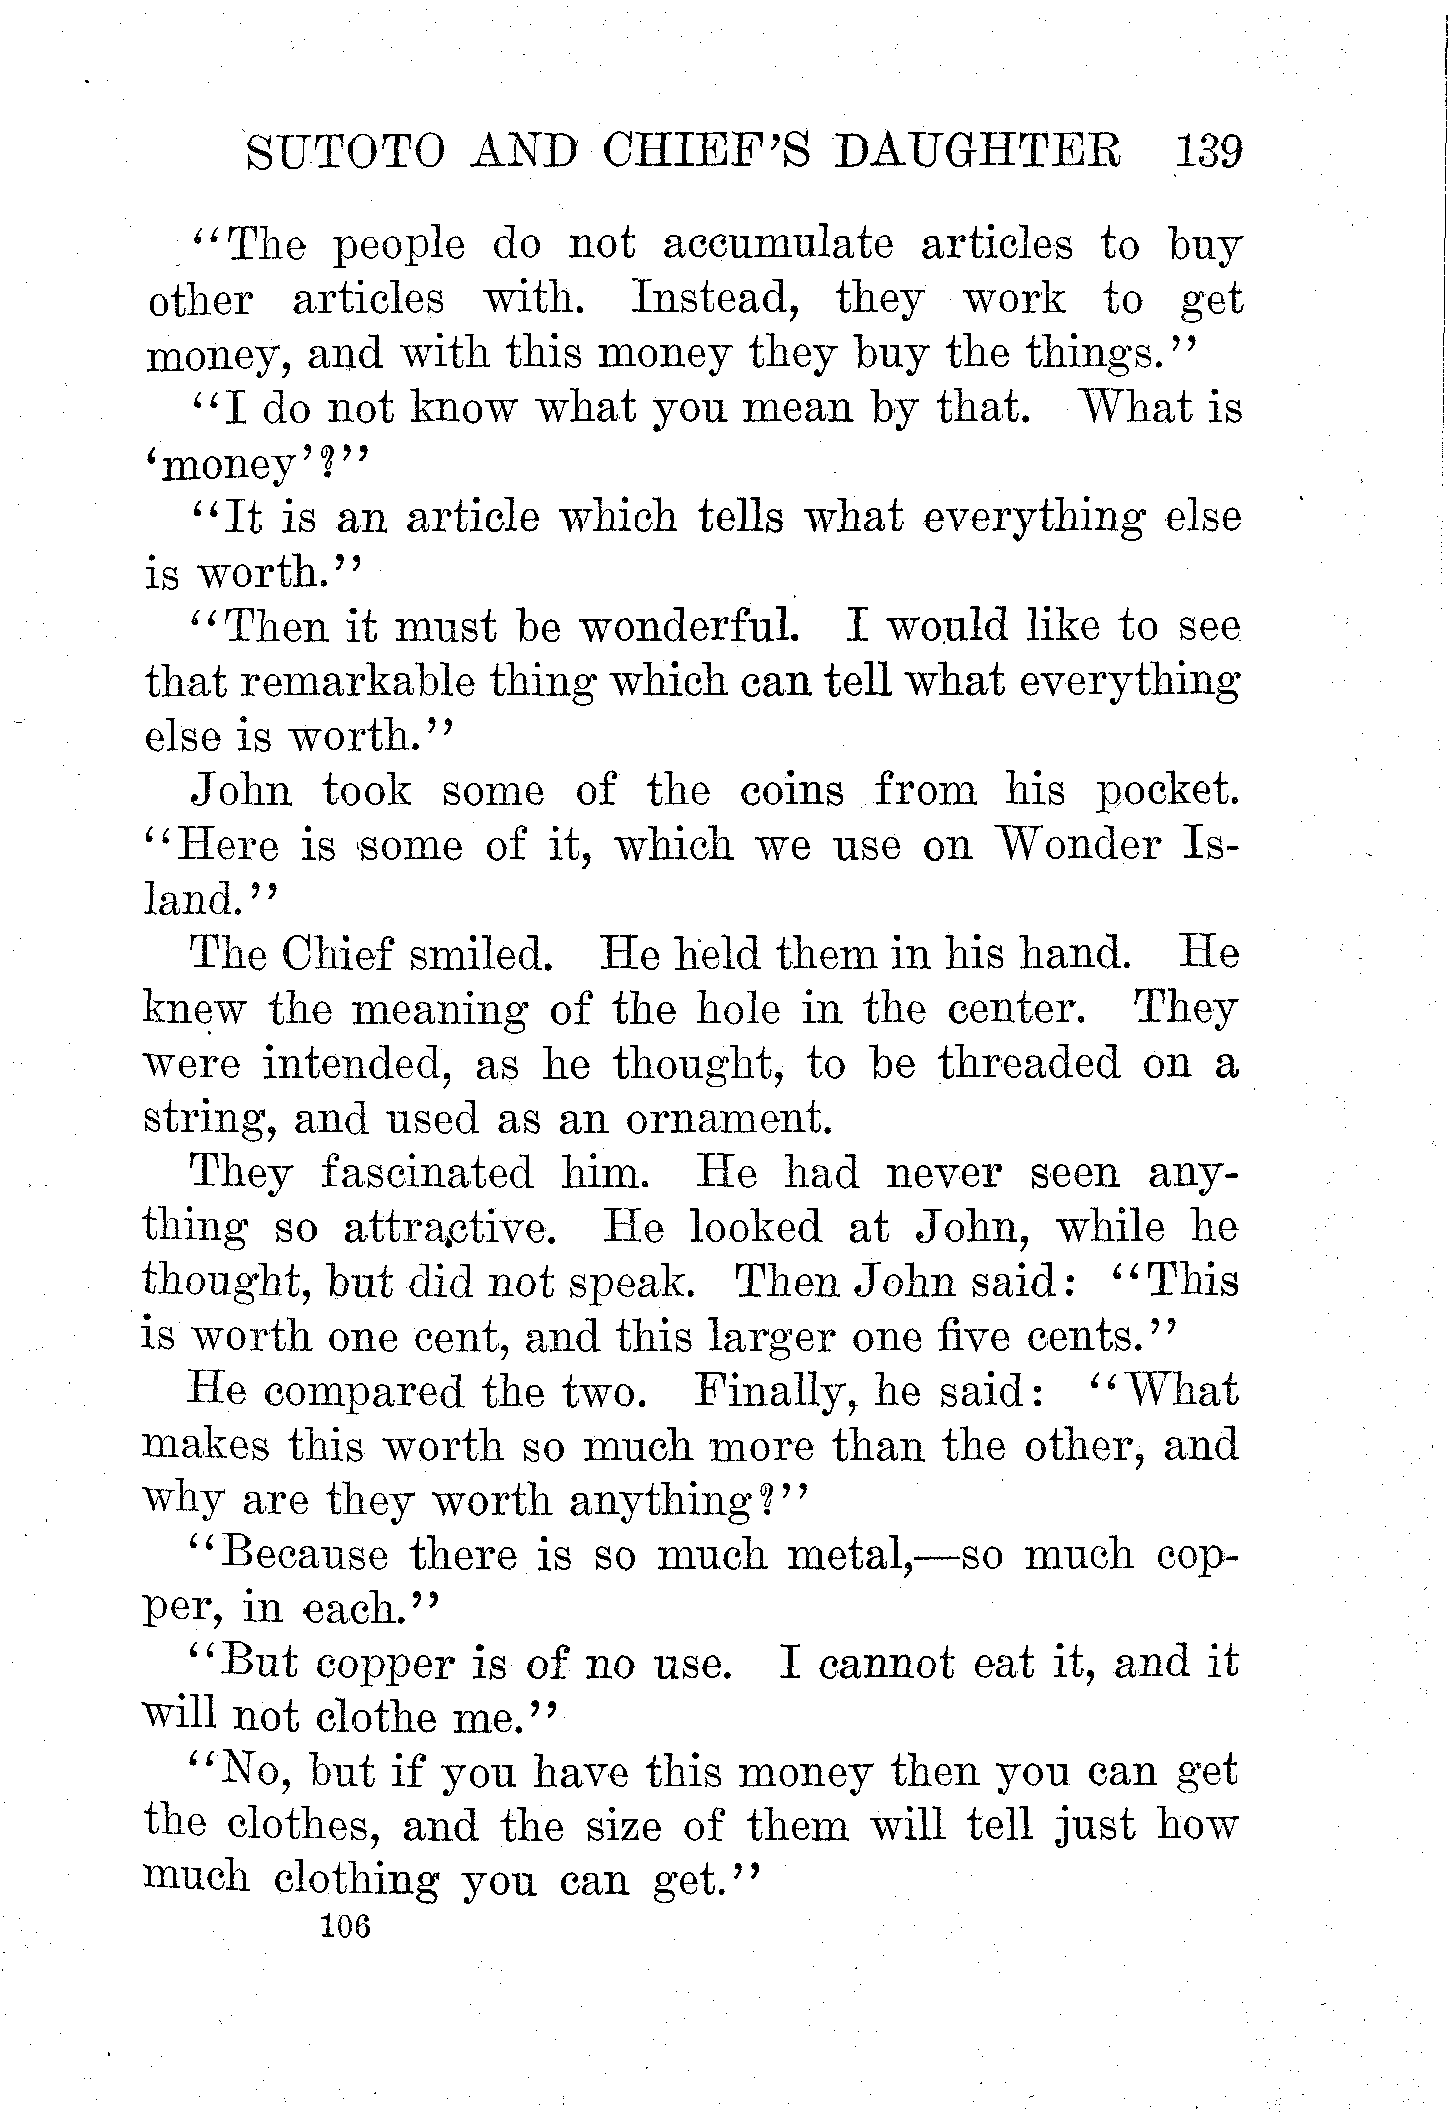 SUTOTO AND CHIEF'S DAUGHTER 139
"The people do not accumulate articles to buy
other articles with. Instead, they work to get
money, and with this money they buy the things."
"I do not know what you mean by that. What is
'money'?"
"It is an article which tells what everything else
is worth."
"Then it must be wonderful. I would like to see
that remarkable thing which can tell what everything
else is worth."
John took some of the coins from his pocket.
"Here is some of it, which we use on Wonder Is-
land."
The Chief smiled. He held them in his hand. He
knew the meaning of the hole in the center. They
were intended, as he thought, to be threaded on a
string, and used as an ornament.
They fascinated him. He had never seen any-
thing so attractive. He looked at John, while he
thought, but did not speak. Then John said: "This
is worth one cent, and this larger one five cents."
He compared the two. Finally, he said: "What
makes this worth so much more than the other, and
why are they worth anything?"
"Because there is so much metal,—so much cop-
per, in each."
"But copper is of no use. I cannot eat it, and it
will not clothe me."
"No, but if you have this money then you can get
the clothes, and the size of them will tell just how
much clothing you can get."
106